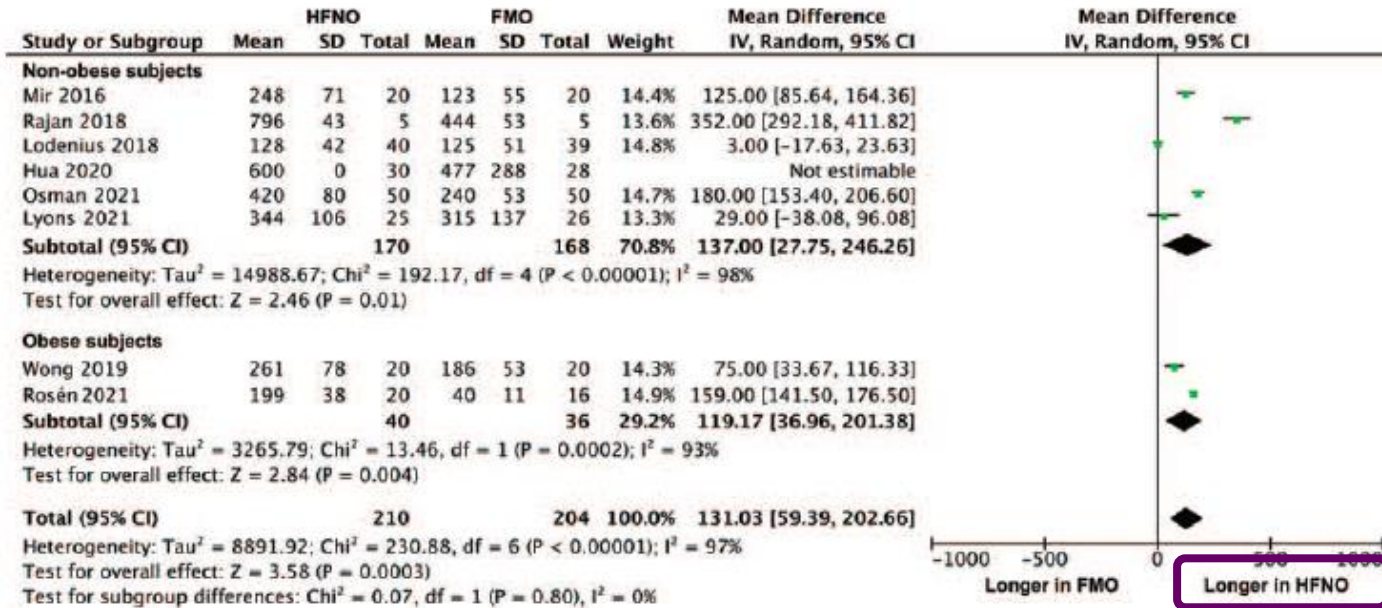 HFNO FMO Mean Difference Mean Difference
Study or Subgroup Mean SD Total Mean SD Total Weight IV, Random, 95% CI IV, Random, 95% CI
Non-obese subjects
Mir 2016 248 71 20 123 55 20 14.4% 125.00 [85.64, 164.36]
Rajan 2018 796 43 5 444 53 5 13.6% 352.00 [292.18, 411.82]
Lodenius 2018 128 42 40 125 51 39 14.8% 3.00 [−17.63, 23.63]
Hua 2020 600 0 30 477 288 28 Not estimable
Osman 2021 420 80 50 240 53 50 14.7% 180.00 [153.40, 206.60]
Lyons 2021 344 106 25 315 137 26 13.3% 29.00 [−38.08, 96.08]
Subtotal (95% CI) 170 168 70.8% 137.00 [27.75, 246.26]
Heterogeneity: Tau² = 14988.67; Chi² = 192.17, df = 4 (P < 0.00001); I² = 98%
Test for overall effect: Z = 2.46 (P = 0.01)
Obese subjects
Wong 2019 261 78 20 186 53 20 14.3% 75.00 [33.67, 116.33]
Rosén 2021 199 38 20 40 11 16 14.9% 159.00 [141.50, 176.50]
Subtotal (95% CI) 40 36 29.2% 119.17 [36.96, 201.38]
Heterogeneity: Tau² = 3265.79; Chi² = 13.46, df = 1 (P = 0.0002); I² = 93%
Test for overall effect: Z = 2.84 (P = 0.004)
Total (95% CI) 210 204 100.0% 131.03 [59.39, 202.66]
Heterogeneity: Tau² = 8891.92; Chi² = 230.88, df = 6 (P < 0.00001); I² = 97%
−1000 −500 0 500 1000
Test for overall effect: Z = 3.58 (P = 0.0003)
Longer in FMO Longer in HFNO
Test for subgroup differences: Chi² = 0.07, df = 1 (P = 0.80), I² = 0%